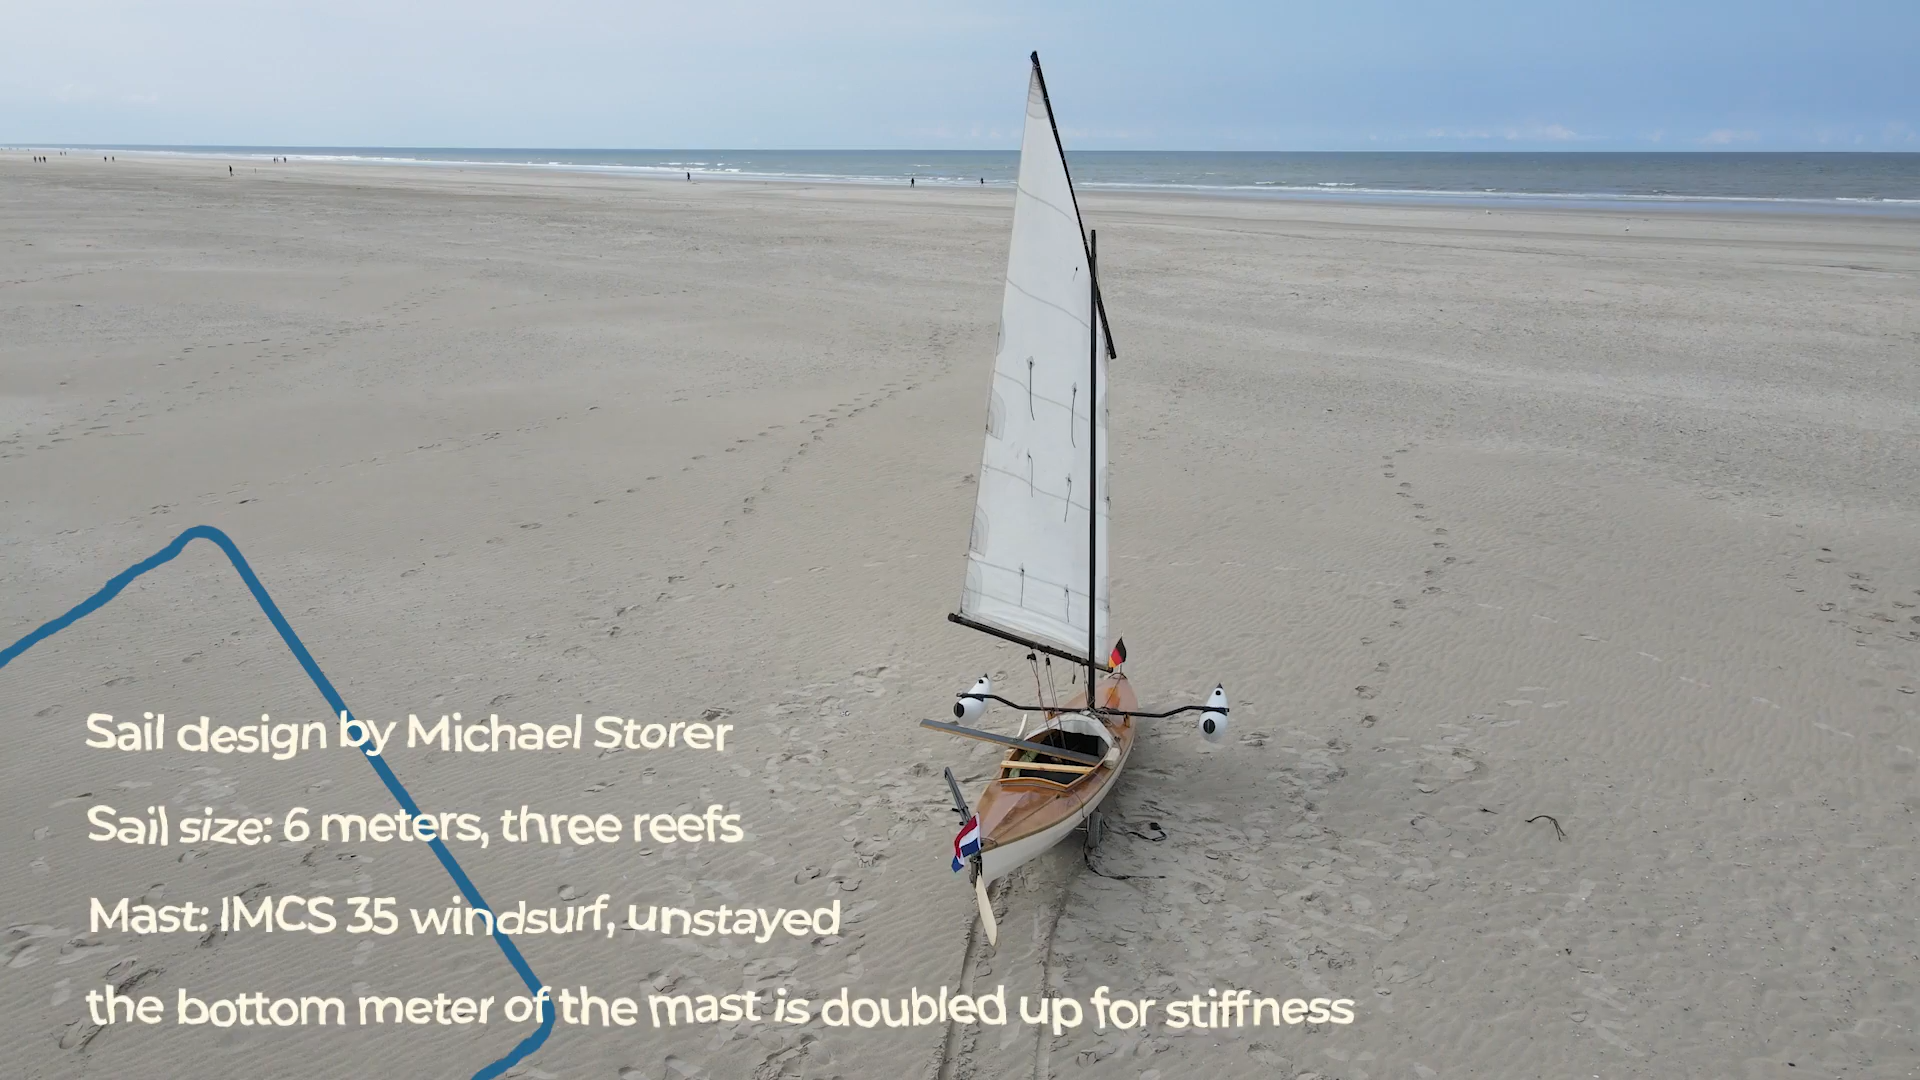 Sail design by Michael Storer
Sail size: 6 meters, three reefs
Mast: IMCS 35 windsurf, unstayed
the bottom meter of the mast is doubled up for stiffness